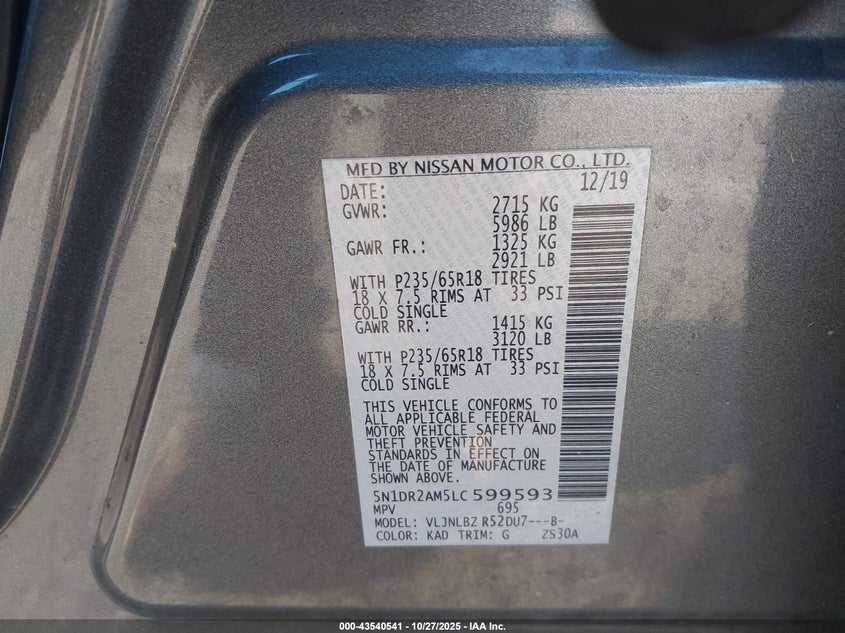 MFD BY NISSAN MOTOR CO., LTD.
DATE: 12/19
GVWR: 2715 KG
5986 LB
GAWR FR.: 1325 KG
2921 LB
WITH P235/65R18 TIRES
18 X 7.5 RIMS AT 33 PSI
COLD SINGLE
GAWR RR.: 1415 KG
3120 LB
WITH P235/65R18 TIRES
18 X 7.5 RIMS AT 33 PSI
COLD SINGLE
THIS VEHICLE CONFORMS TO
ALL APPLICABLE FEDERAL
MOTOR VEHICLE SAFETY AND
THEFT PREVENTION
STANDARDS IN EFFECT ON
THE DATE OF MANUFACTURE
SHOWN ABOVE.
5N1DR2AM5LC599593
MPV 695
MODEL: VLJNLBZ R52DU7---B-
COLOR: KAD TRIM: G ZS30A
000-43540541 | 10/27/2025 - IAA Inc.